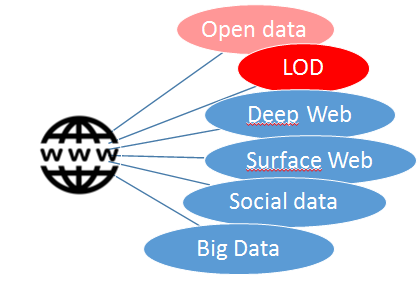 Open data
LOD
Deep Web
WWW
Surface Web
Social data
Big Data